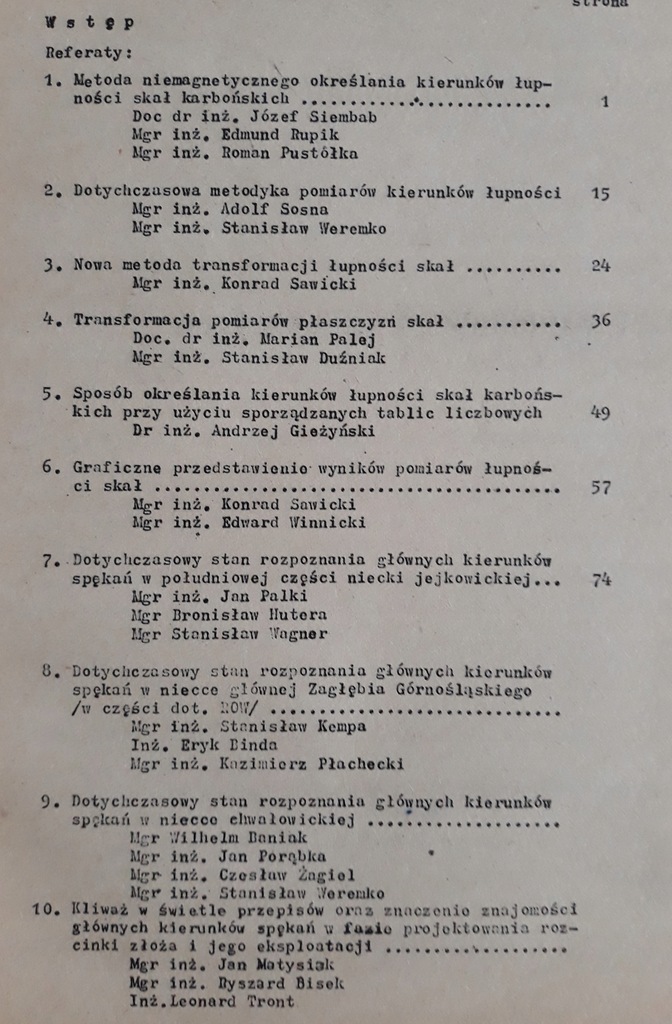 strona
W s t ę p
Referaty:
1. Metoda niemagnetycznego określania kierunków łup-
ności skał karbońskich ............................ 1
Doc dr inż. Józef Siembab
Mgr inż. Edmund Rupik
Mgr inż. Roman Pustółka
2. Dotychczasowa metodyka pomiarów kierunków łupności 15
Mgr inż. Adolf Sosna
Mgr inż. Stanisław Weremko
3. Nowa metoda transformacji łupności skał .......... 24
Mgr inż. Konrad Sawicki
4. Transformacja pomiarów płaszczyzń skał ........... 36
Doc. dr inż. Marian Palej
Mgr inż. Stanisław Duźniak
5. Sposób określania kierunków łupności skał karboń-
skich przy użyciu sporządzanych tablic liczbowych 49
Dr inż. Andrzej Gieżyński
6. Graficzne przedstawienie wyników pomiarów łupnoś-
ci skał .......................................... 57
Mgr inż. Konrad Sawicki
Mgr inż. Edward Winnicki
7. Dotychczasowy stan rozpoznania głównych kierunków
spękań w południowej części niecki jejkowickiej... 74
Mgr inż. Jan Palki
Mgr Bronisław Hutera
Mgr Stanisław Wagner
8. Dotychczasowy stan rozpoznania głównych kierunków
spękań w niecce głównej Zagłębia Górnośląskiego
/w części dot. ROW/ ..............................
Mgr inż. Stanisław Kempa
Inż. Eryk Binda
Mgr inż. Kazimierz Płachecki
9. Dotychczasowy stan rozpoznania głównych kierunków
spękań w niecce chwałowickiej ....................
Mgr Wilhelm Baniak
Mgr inż. Jan Porąbka
Mgr inż. Czesław Żagiel
Mgr inż. Stanisław Weremko
10. Kliważ w świetle przepisów oraz znaczenie znajomości
głównych kierunków spękań w fazie projektowania roz-
cinki złoża i jego eksploatacji ...................
Mgr inż. Jan Matysiak
Mgr inż. Ryszard Bisek
Inż.Leonard Tront